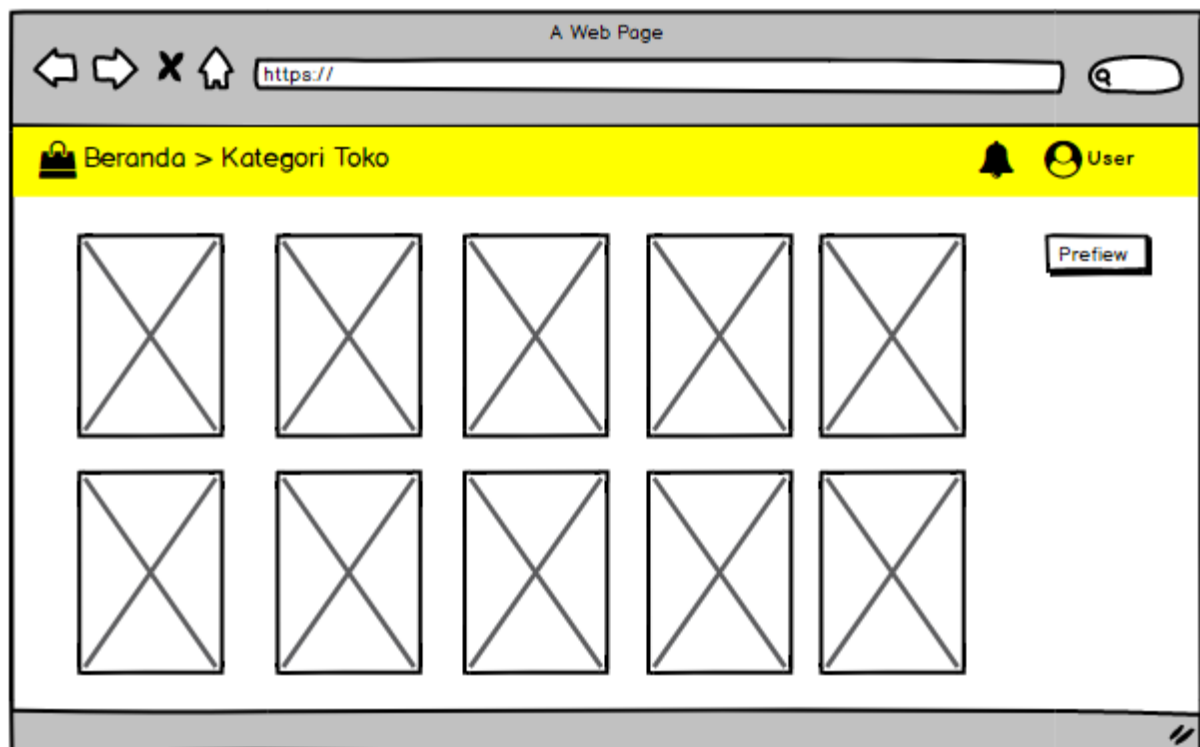 A Web Page
https://
Beranda > Kategori Toko
User
Prefiew